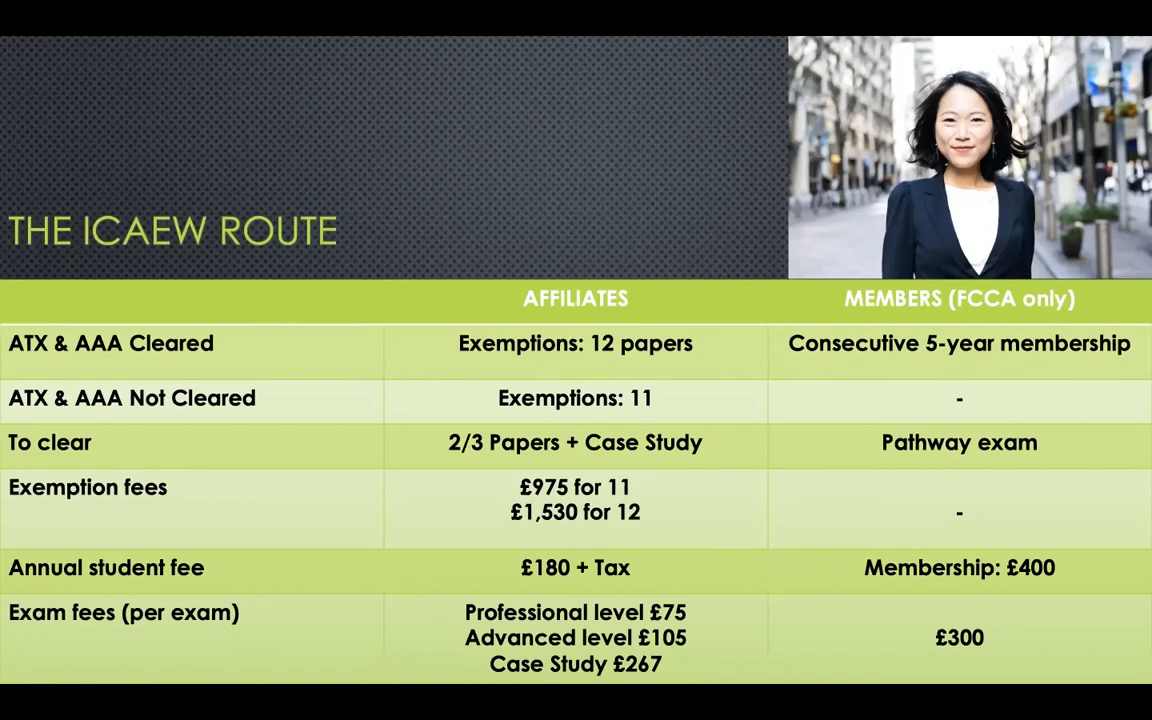 THE ICAEW ROUTE
AFFILIATES MEMBERS (FCCA only)
ATX & AAA Cleared Exemptions: 12 papers Consecutive 5-year membership
ATX & AAA Not Cleared Exemptions: 11 -
To clear 2/3 Papers + Case Study Pathway exam
Exemption fees £975 for 11
£1,530 for 12 -
Annual student fee £180 + Tax Membership: £400
Exam fees (per exam) Professional level £75
Advanced level £105 £300
Case Study £267